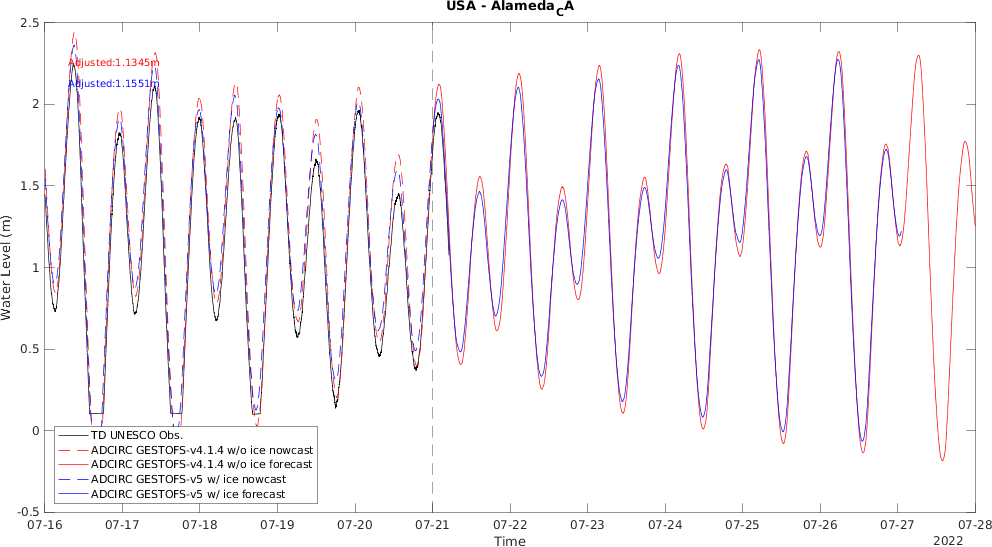 USA - Alameda_CA
2.5
2
1.5
1
0.5
0
-0.5
Water Level (m)
Adjusted:1.1345m
Adjusted:1.1551m
TD UNESCO Obs.
ADCIRC GESTOFS-v4.1.4 w/o ice nowcast
ADCIRC GESTOFS-v4.1.4 w/o ice forecast
ADCIRC GESTOFS-v5 w/ ice nowcast
ADCIRC GESTOFS-v5 w/ ice forecast
07-16 07-17 07-18 07-19 07-20 07-21 07-22 07-23 07-24 07-25 07-26 07-27 07-28
Time
2022